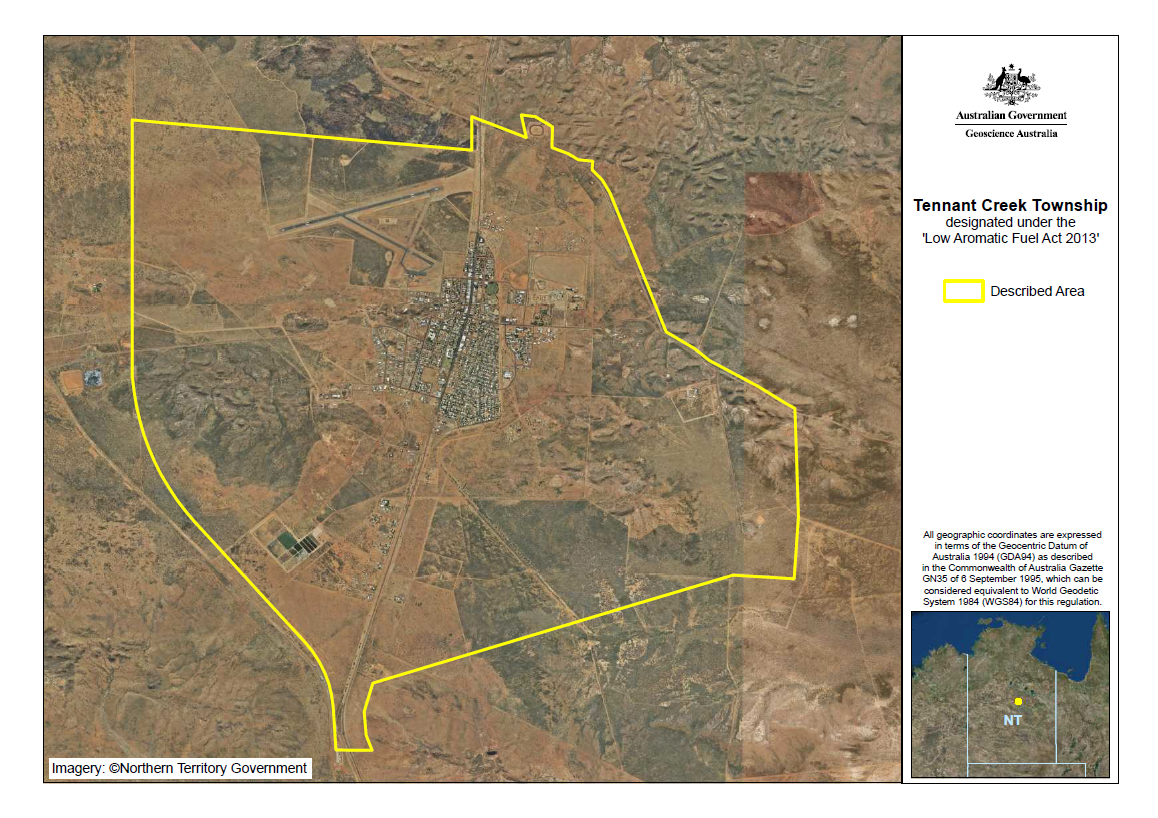 Australian Government
Geoscience Australia
Tennant Creek Township
designated under the
'Low Aromatic Fuel Act 2013'
Described Area
All geographic coordinates are expressed
in terms of the Geocentric Datum of
Australia 1994 (GDA94) as described
in the Commonwealth of Australia Gazette
GN35 of 6 September 1995, which can be
considered equivalent to World Geodetic
System 1984 (WGS84) for this regulation.
NT
Imagery: ©Northern Territory Government